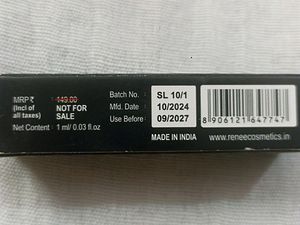 MRP ₹ 149.00
(Incl of NOT FOR
all taxes) SALE
Net Content : 1 ml/ 0.03 fl.oz
Batch No. : SL 10/1
Mfd. Date : 10/2024
Use Before : 09/2027
MADE IN INDIA
8 906121 647747
www.reneecosmetics.in